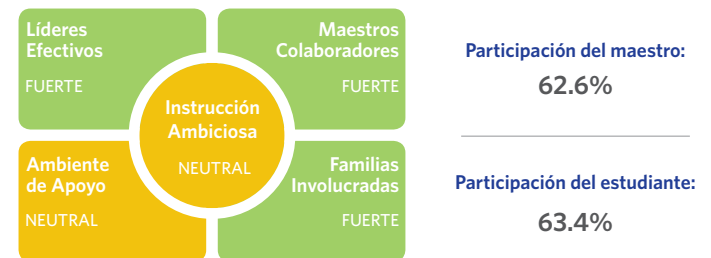 Líderes
Efectivos
FUERTE
Maestros
Colaboradores
FUERTE
Instrucción
Ambiciosa
NEUTRAL
Ambiente
de Apoyo
NEUTRAL
Familias
Involucradas
FUERTE
Participación del maestro:
62.6%
Participación del estudiante:
63.4%